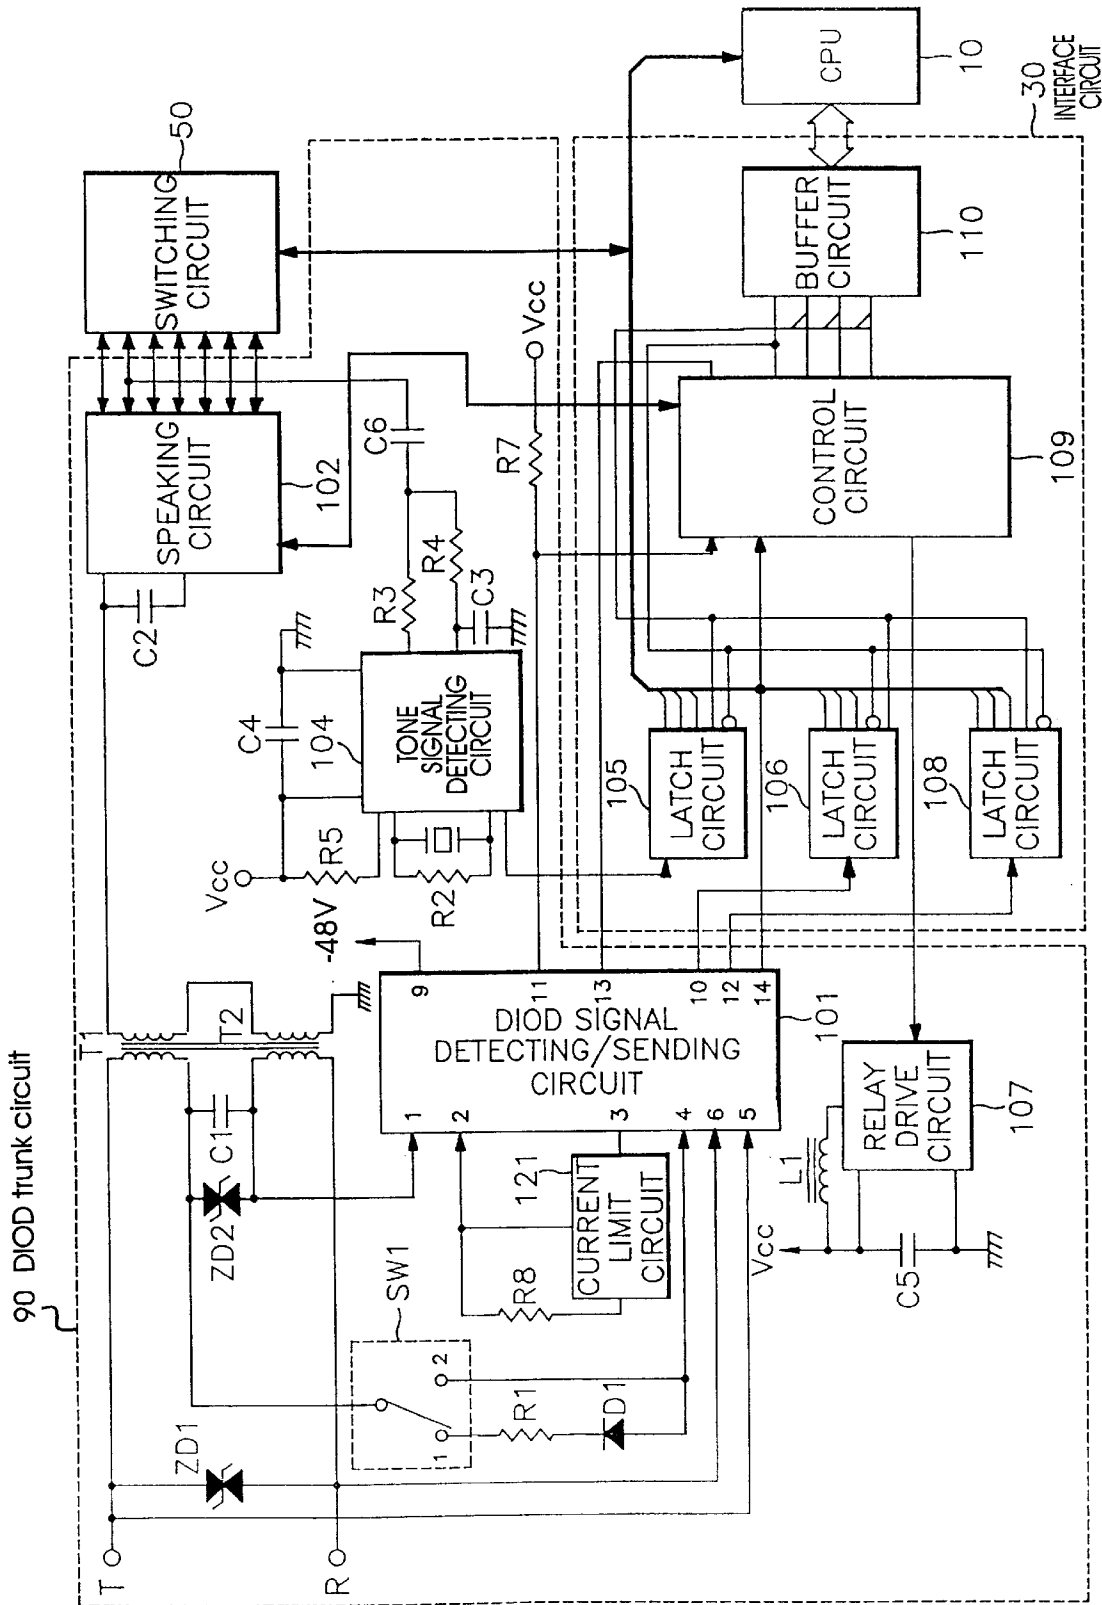 90 DIOD trunk circuit
T
R
ZD1
ZD2
C1
T1
T2
SW1
1
2
R1
D1
R8
CURRENT
LIMIT
CIRCUIT
121
-48V
DIOD SIGNAL
DETECTING/SENDING
CIRCUIT
101
1
2
3
4
6
5
9
11
13
10
12
14
Vcc
L1
C5
RELAY
DRIVE
CIRCUIT
107
Vcc
R5
R2
C4
104
TONE
SIGNAL
DETECTING
CIRCUIT
R3
R4
C3
C6
C2
SPEAKING
CIRCUIT
102
SWITCHING
CIRCUIT
50
R7
Vcc
105
LATCH
CIRCUIT
106
LATCH
CIRCUIT
108
LATCH
CIRCUIT
CONTROL
CIRCUIT
109
BUFFER
CIRCUIT
110
CPU
10
30
INTERFACE
CIRCUIT